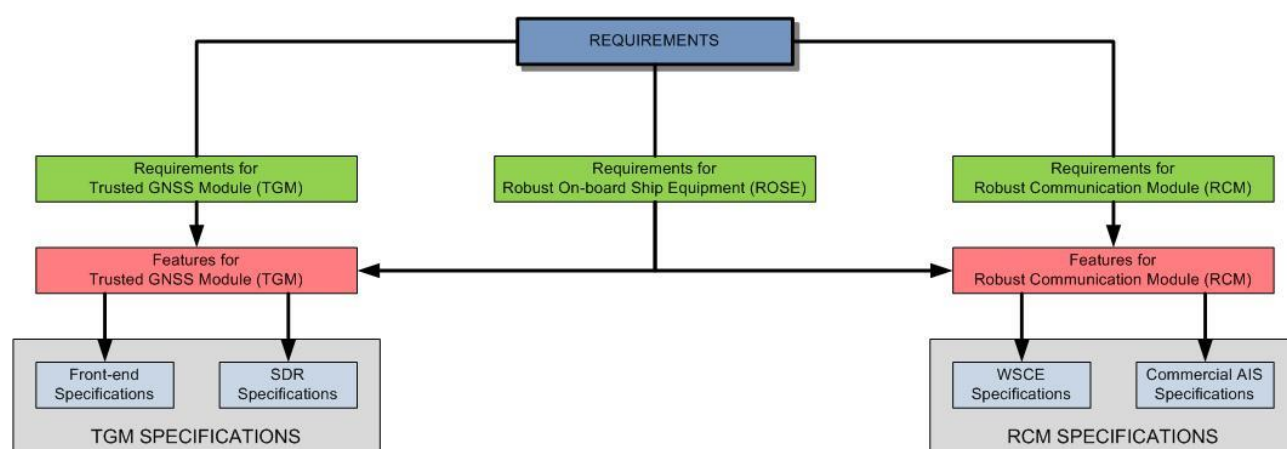 REQUIREMENTS
Requirements for
Trusted GNSS Module (TGM)
Requirements for
Robust On-board Ship Equipment (ROSE)
Requirements for
Robust Communication Module (RCM)
Features for
Trusted GNSS Module (TGM)
Features for
Robust Communication Module (RCM)
Front-end
Specifications
SDR
Specifications
WSCE
Specifications
Commercial AIS
Specifications
TGM SPECIFICATIONS
RCM SPECIFICATIONS